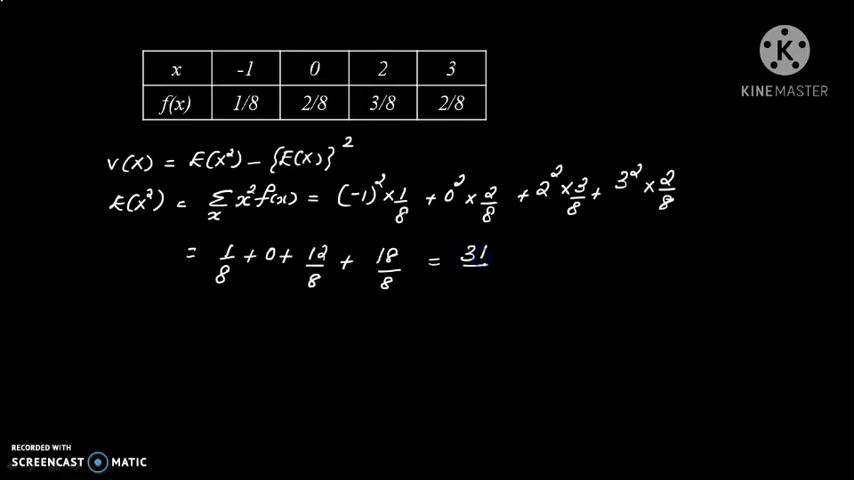 x -1 0 2 3
f(x) 1/8 2/8 3/8 2/8
KINEMASTER
V(X) = E(X²) - {E(X)}²
E(X²) = Σₓ x² f(x) = (-1)² × 1/8 + 0² × 2/8 + 2² × 3/8 + 3² × 2/8
= 1/8 + 0 + 12/8 + 18/8 = 31
RECORDED WITH
SCREENCAST MATIC